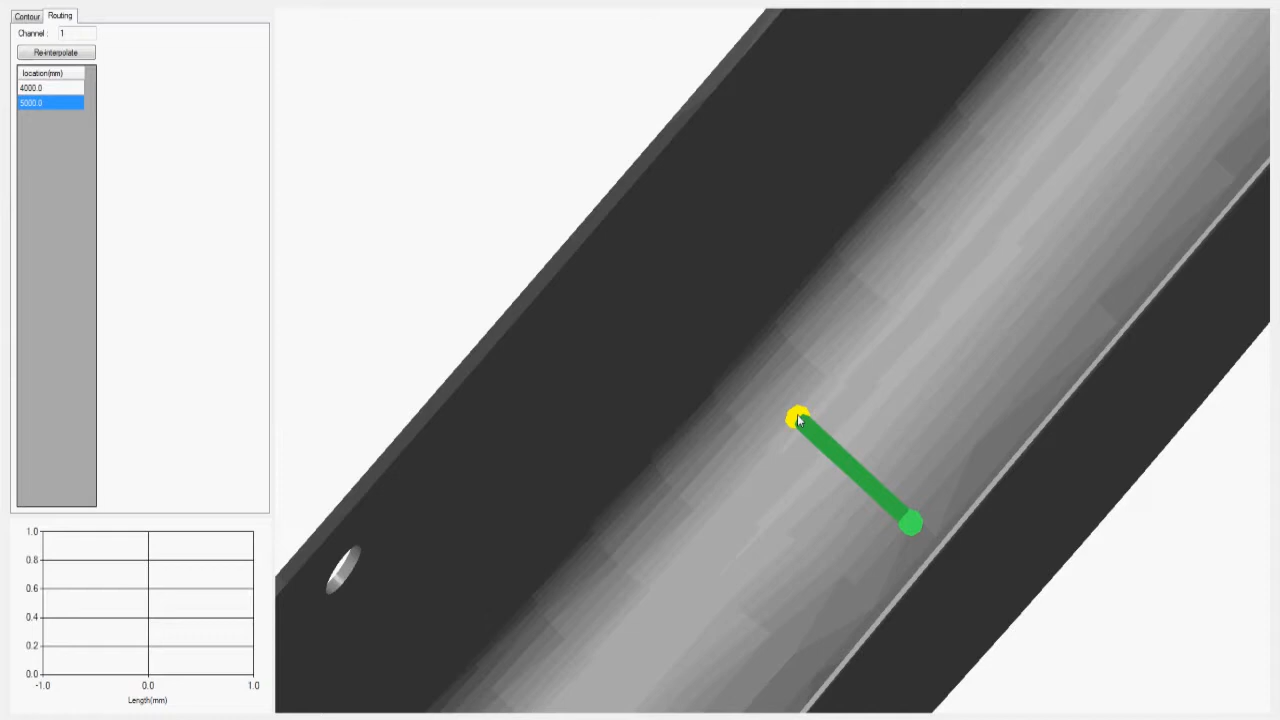 Contour Routing
Channel : 1
Re-interpolate
location(mm)
4000.0
5000.0
1.0
0.8
0.6
0.4
0.2
0.0
-1.0 0.0 1.0
Length(mm)